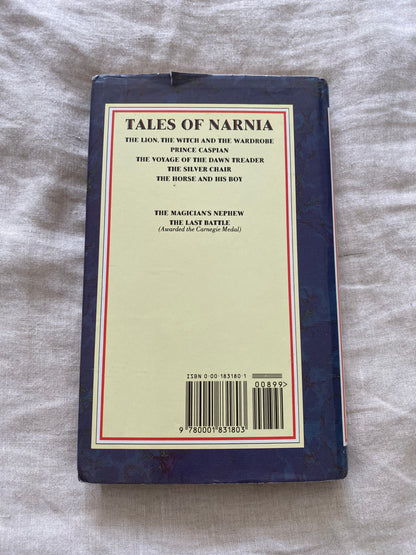 TALES OF NARNIA
THE LION, THE WITCH AND THE WARDROBE
PRINCE CASPIAN
THE VOYAGE OF THE DAWN TREADER
THE SILVER CHAIR
THE HORSE AND HIS BOY
THE MAGICIAN'S NEPHEW
THE LAST BATTLE
(Awarded the Carnegie Medal)
ISBN 0-00-183180-1
00899>
9 780001 831803